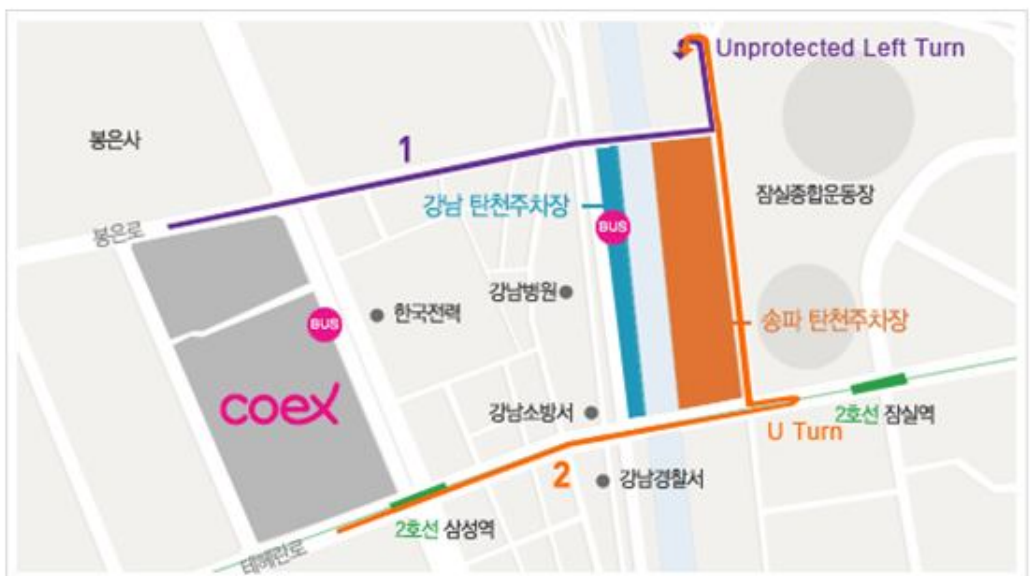 Unprotected Left Turn
봉은사
1
잠실종합운동장
강남 탄천주차장
봉은로
BUS
강남병원
한국전력
BUS
송파 탄천주차장
coex
강남소방서
2호선 잠실역
U Turn
2
강남경찰서
2호선 삼성역
테헤란로